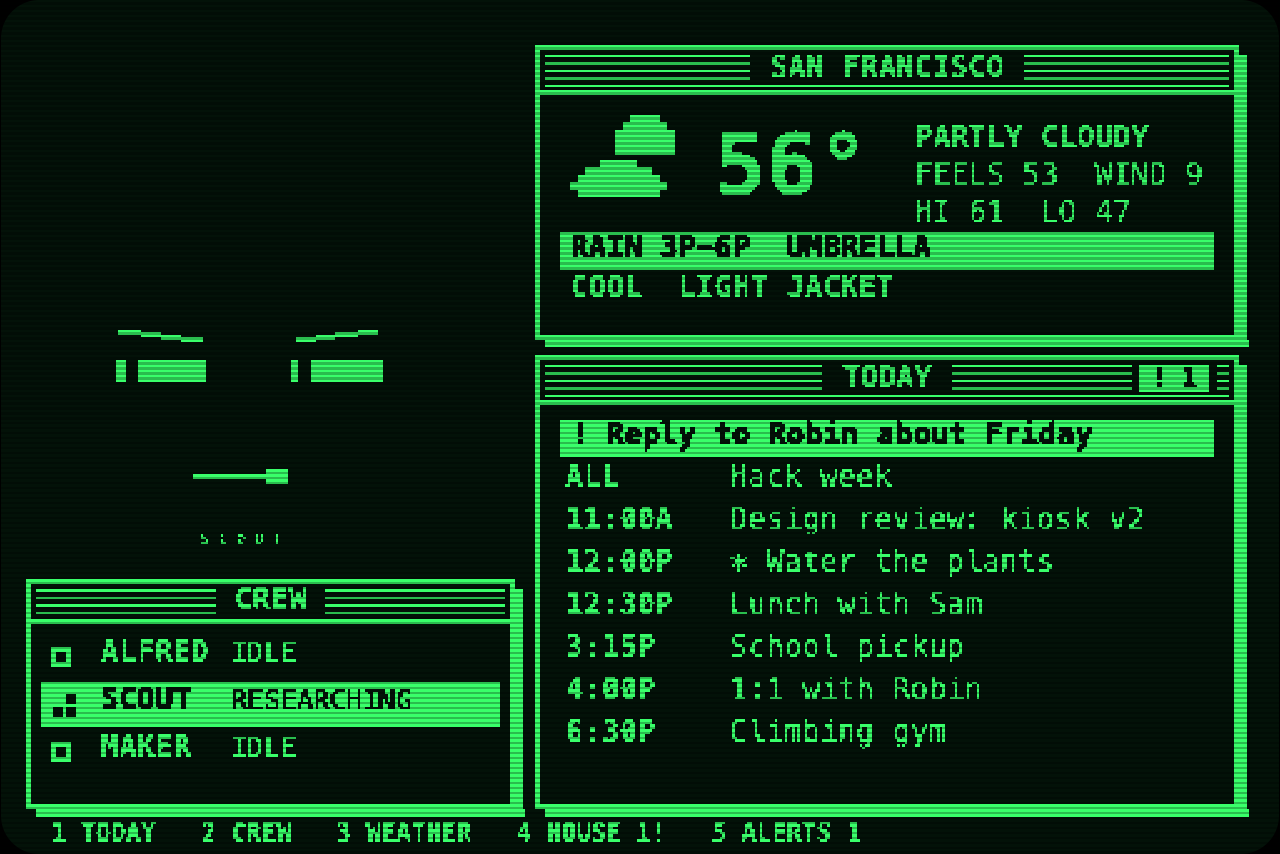 SAN FRANCISCO
56°
PARTLY CLOUDY
FEELS 53 WIND 9
HI 61 LO 47
RAIN 3P–6P UMBRELLA
COOL LIGHT JACKET
TODAY ! 1
! Reply to Robin about Friday
ALL Hack week
11:00A Design review: kiosk v2
12:00P * Water the plants
12:30P Lunch with Sam
3:15P School pickup
4:00P 1:1 with Robin
6:30P Climbing gym
SCOUT
CREW
ALFRED IDLE
SCOUT RESEARCHING
MAKER IDLE
1 TODAY 2 CREW 3 WEATHER 4 HOUSE 1! 5 ALERTS 1